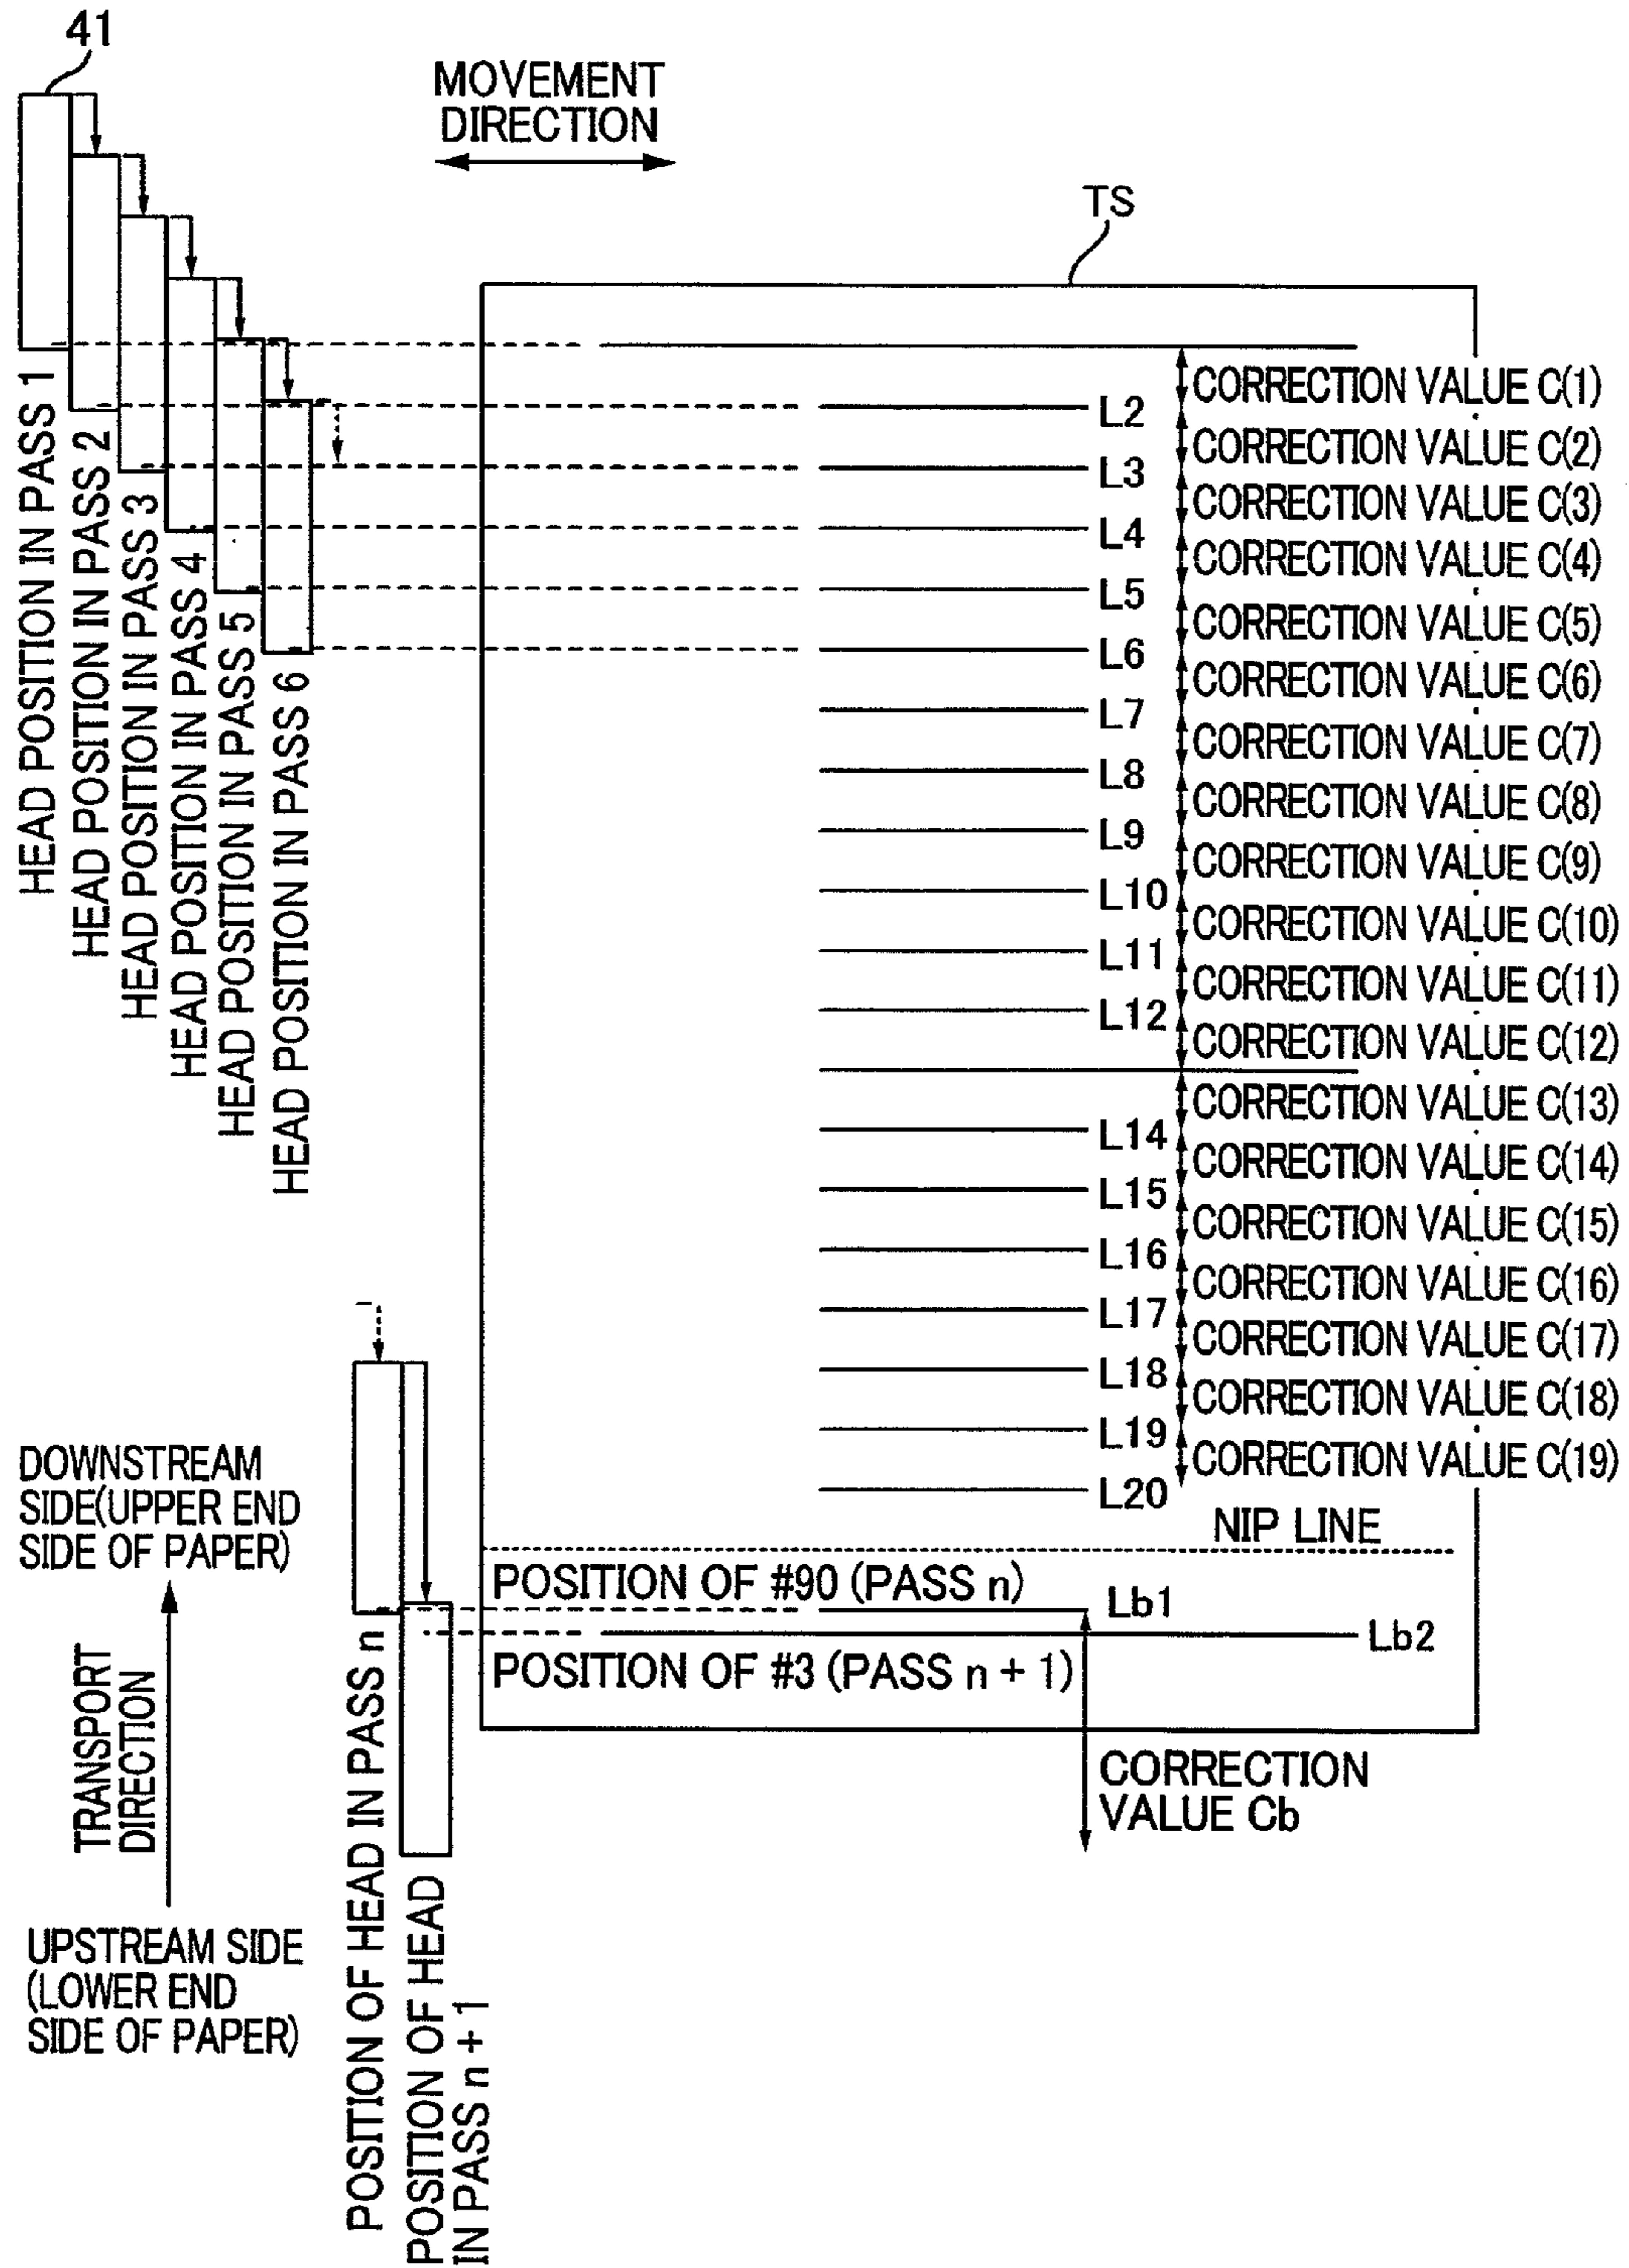 41
MOVEMENT
DIRECTION
TS
HEAD POSITION IN PASS 1
HEAD POSITION IN PASS 2
HEAD POSITION IN PASS 3
HEAD POSITION IN PASS 4
HEAD POSITION IN PASS 5
HEAD POSITION IN PASS 6
CORRECTION VALUE C(1)
L2
CORRECTION VALUE C(2)
L3
CORRECTION VALUE C(3)
L4
CORRECTION VALUE C(4)
L5
CORRECTION VALUE C(5)
L6
CORRECTION VALUE C(6)
L7
CORRECTION VALUE C(7)
L8
CORRECTION VALUE C(8)
L9
CORRECTION VALUE C(9)
L10
CORRECTION VALUE C(10)
L11
CORRECTION VALUE C(11)
L12
CORRECTION VALUE C(12)
CORRECTION VALUE C(13)
L14
CORRECTION VALUE C(14)
L15
CORRECTION VALUE C(15)
L16
CORRECTION VALUE C(16)
L17
CORRECTION VALUE C(17)
L18
CORRECTION VALUE C(18)
L19
CORRECTION VALUE C(19)
L20
NIP LINE
POSITION OF #90 (PASS n)
Lb1
Lb2
POSITION OF #3 (PASS n + 1)
CORRECTION
VALUE Cb
DOWNSTREAM
SIDE(UPPER END
SIDE OF PAPER)
TRANSPORT
DIRECTION
UPSTREAM SIDE
(LOWER END
SIDE OF PAPER)
POSITION OF HEAD IN PASS n
POSITION OF HEAD
IN PASS n + 1